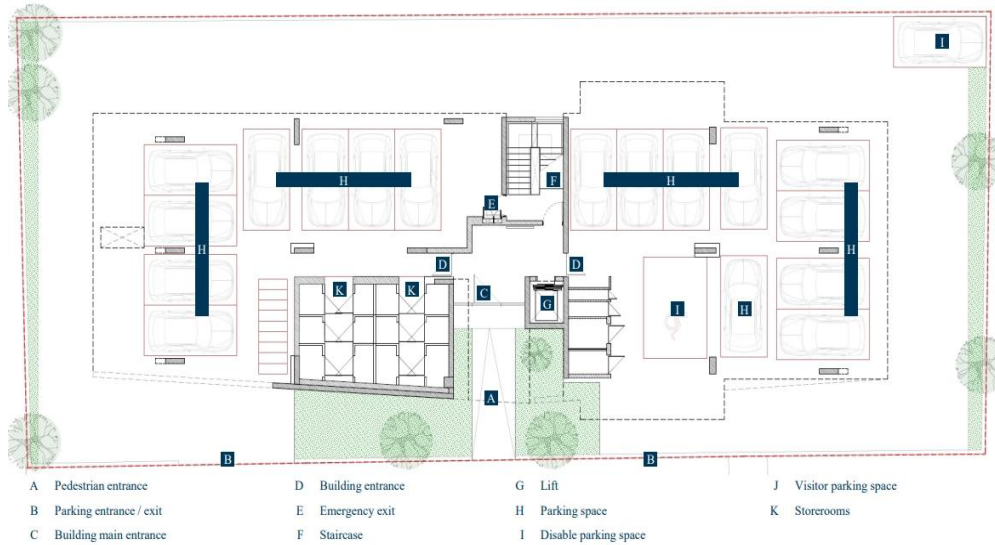 I
H
H
F
E
H
H
D
D
K
K
C
G
I
H
A
B
B
A Pedestrian entrance
B Parking entrance / exit
C Building main entrance
D Building entrance
E Emergency exit
F Staircase
G Lift
H Parking space
I Disable parking space
J Visitor parking space
K Storerooms